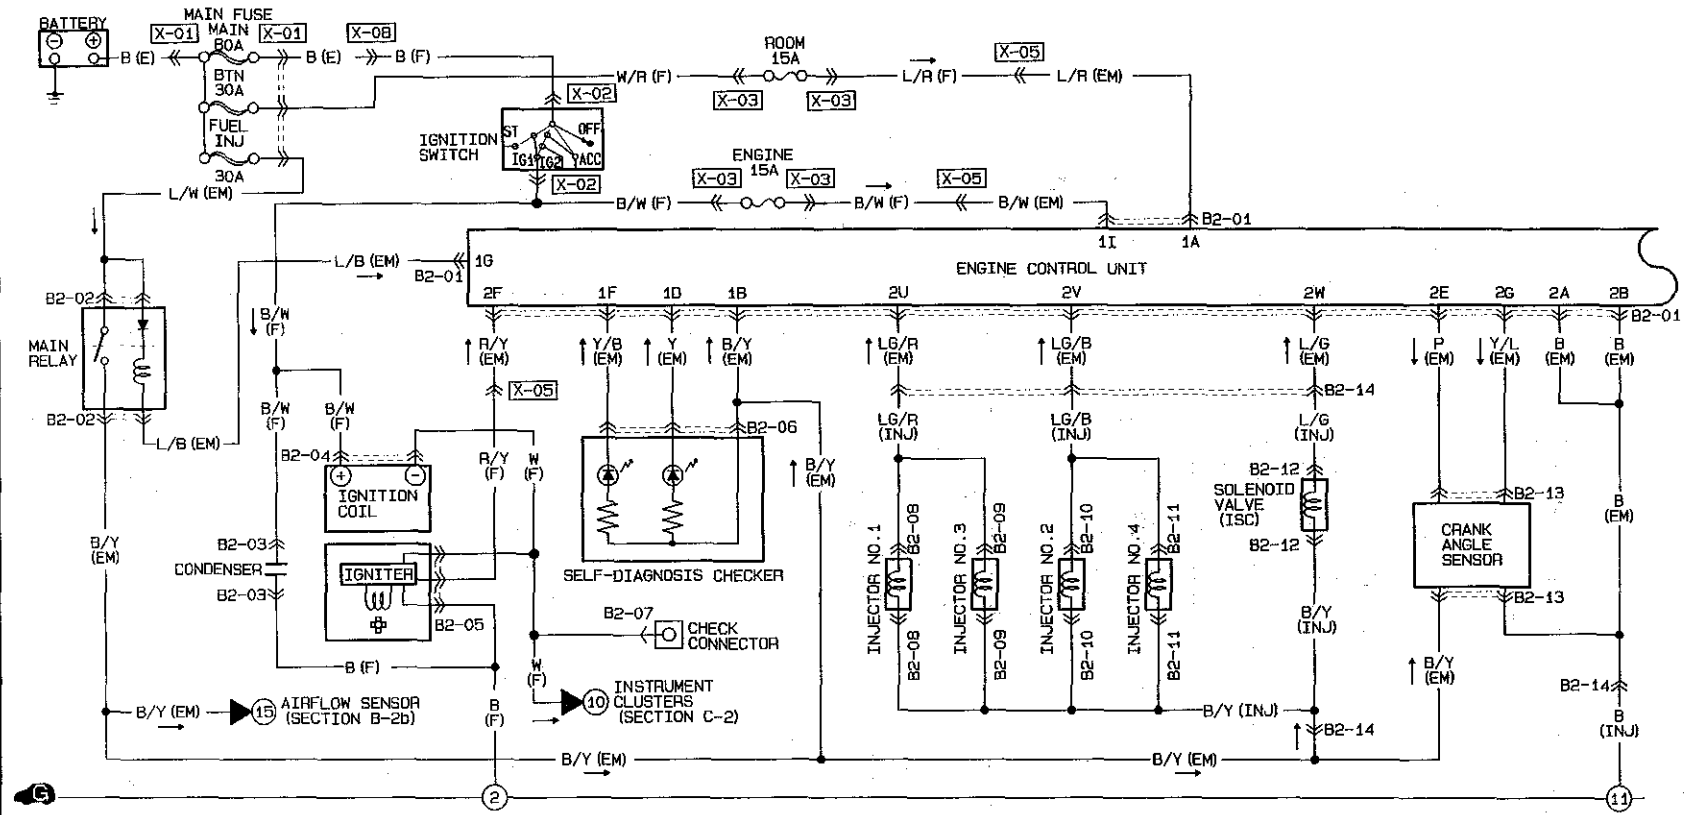 BATTERY
MAIN FUSE
MAIN
80A
X-01
X-01
X-08
B (E)
B (E)
B (F)
BTN
30A
FUEL
INJ
30A
L/W (EM)
W/R (F)
ROOM
15A
X-03
X-03
L/R (F)
X-05
L/R (EM)
X-02
IGNITION
SWITCH
ST
OFF
IG1
IG2
ACC
X-02
ENGINE
15A
X-03
X-03
B/W (F)
B/W (F)
X-05
B/W (EM)
B2-01
1I
1A
L/B (EM)
B2-01
1G
ENGINE CONTROL UNIT
2F
1F
1D
1B
2U
2V
2W
2E
2G
2A
2B
B2-01
B2-02
MAIN
RELAY
B2-02
L/B (EM)
B/W
(F)
R/Y
(EM)
Y/B
(EM)
Y
(EM)
B/Y
(EM)
LG/R
(EM)
LG/B
(EM)
L/G
(EM)
P
(EM)
Y/L
(EM)
B
(EM)
B
(EM)
X-05
B2-14
B/W
(F)
B/W
(F)
LG/R
(INJ)
LG/B
(INJ)
L/G
(INJ)
B2-04
IGNITION
COIL
R/Y
(F)
W
(F)
B2-06
B/Y
(EM)
SELF-DIAGNOSIS CHECKER
B2-12
SOLENOID
VALVE
(ISC)
B2-12
B2-13
CRANK
ANGLE
SENSOR
B2-13
B
(EM)
B/Y
(EM)
B2-03
CONDENSER
B2-03
IGNITER
B2-05
B2-07
CHECK
CONNECTOR
INJECTOR NO.1
B2-08
B2-08
INJECTOR NO.3
B2-09
B2-09
INJECTOR NO.2
B2-10
B2-10
INJECTOR NO.4
B2-11
B2-11
B/Y
(INJ)
B/Y
(EM)
B2-14
B
(INJ)
B (F)
W
(F)
B
(F)
B/Y (EM)
15
AIRFLOW SENSOR
(SECTION B-2b)
10
INSTRUMENT
CLUSTERS
(SECTION C-2)
B/Y (INJ)
B2-14
B/Y (EM)
B/Y (EM)
G
2
11